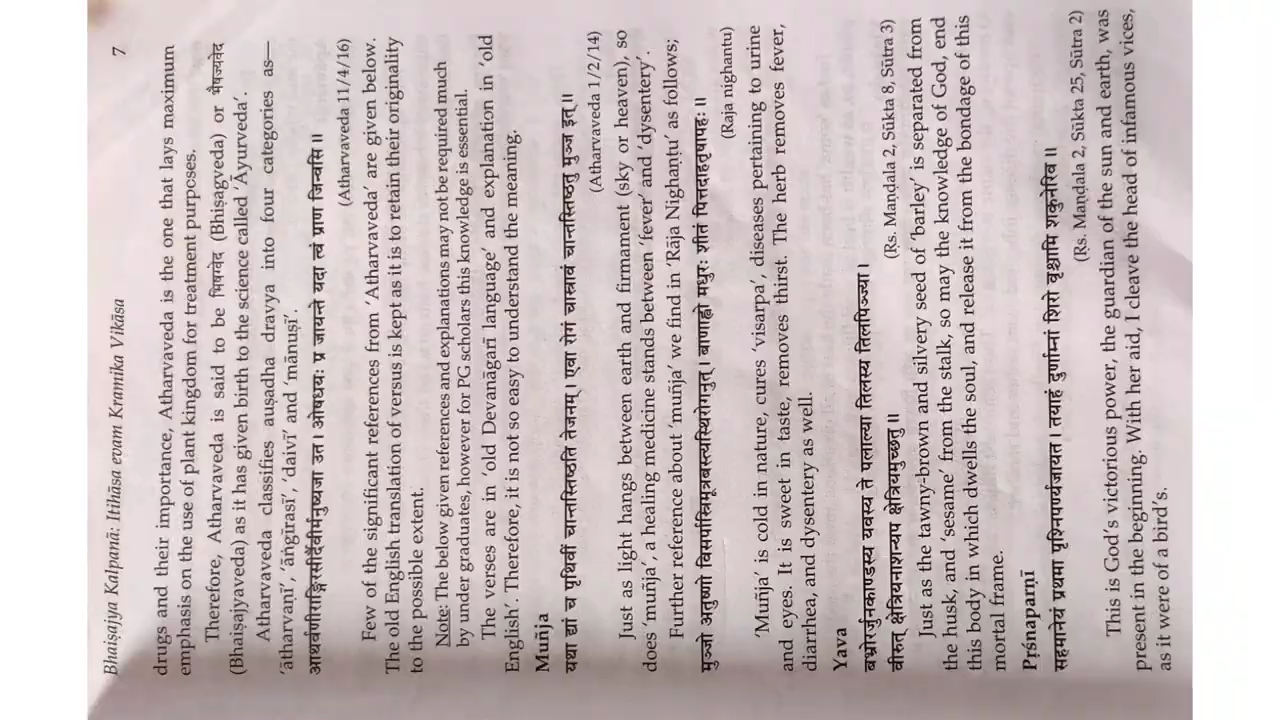 Bhaiṣajya Kalpanā: Itihāsa evam Kramika Vikāsa 7
drugs and their importance, Atharvaveda is the one that lays maximum
emphasis on the use of plant kingdom for treatment purposes.
Therefore, Atharvaveda is said to be भिषग्वेद (Bhiṣagveda) or भैषज्यवेद
(Bhaiṣajyaveda) as it has given birth to the science called 'Āyurveda'.
Atharvaveda classifies auṣadha dravya into four categories as—
'ātharvaṇī', 'āṅgīrasī', 'daivī' and 'mānuṣī'.
आथर्वणीराङ्गिरसीर्दैवीर्मनुष्यजा उत। ओषधयः प्र जायन्ते यदा त्वं प्राण जिन्वसि॥
(Atharvaveda 11/4/16)
Few of the significant references from 'Atharvaveda' are given below.
The old English translation of versus is kept as it is to retain their originality
to the possible extent.
Note: The below given references and explanations may not be required much
by under graduates, however for PG scholars this knowledge is essential.
The verses are in 'old Devanāgarī language' and explanation in 'old
English'. Therefore, it is not so easy to understand the meaning.
Muñja
यथा द्यां च पृथिवीं चान्तस्तिष्ठति तेजनम्। एवा रोगं चास्त्रावं चान्तस्तिष्ठतु मुञ्ज इत्॥
(Atharvaveda 1/2/14)
Just as light hangs between earth and firmament (sky or heaven), so
does 'muñja', a healing medicine stands between 'fever' and 'dysentery'.
Further reference about 'muñja' we find in 'Rāja Nighaṇṭu' as follows;
मुञ्जो अतुष्णो विसर्पास्त्रिमूत्रबस्त्यस्थिरोगनुत्। बाणाह्वो मधुरः शीतं पित्तदाहतृषापहः॥
(Raja nighantu)
'Muñja' is cold in nature, cures 'visarpa', diseases pertaining to urine
and eyes. It is sweet in taste, removes thirst. The herb removes fever,
diarrhea, and dysentery as well.
Yava
बभ्रोरर्जुनकाण्डस्य यवस्य ते पलाल्या तिलस्य तिलपिञ्ज्या।
वीरुत् क्षेत्रियनाशन्यप क्षेत्रियमुच्छतु॥
(Ṛs. Maṇḍala 2, Sūkta 8, Sūtra 3)
Just as the tawny-brown and silvery seed of 'barley' is separated from
the husk, and 'sesame' from the stalk, so may the knowledge of God, end
this body in which dwells the soul, and release it from the bondage of this
mortal frame.
Pṛśnaparṇī
सहमानेयं प्रथमा पृश्निपर्ण्यजायत। तयाहं दुर्णाम्नां शिरो वृश्चामि शकुनेरिव॥
(Ṛs. Maṇḍala 2, Sūkta 25, Sūtra 2)
This is God's victorious power, the guardian of the sun and earth, was
present in the beginning. With her aid, I cleave the head of infamous vices,
as it were of a bird's.